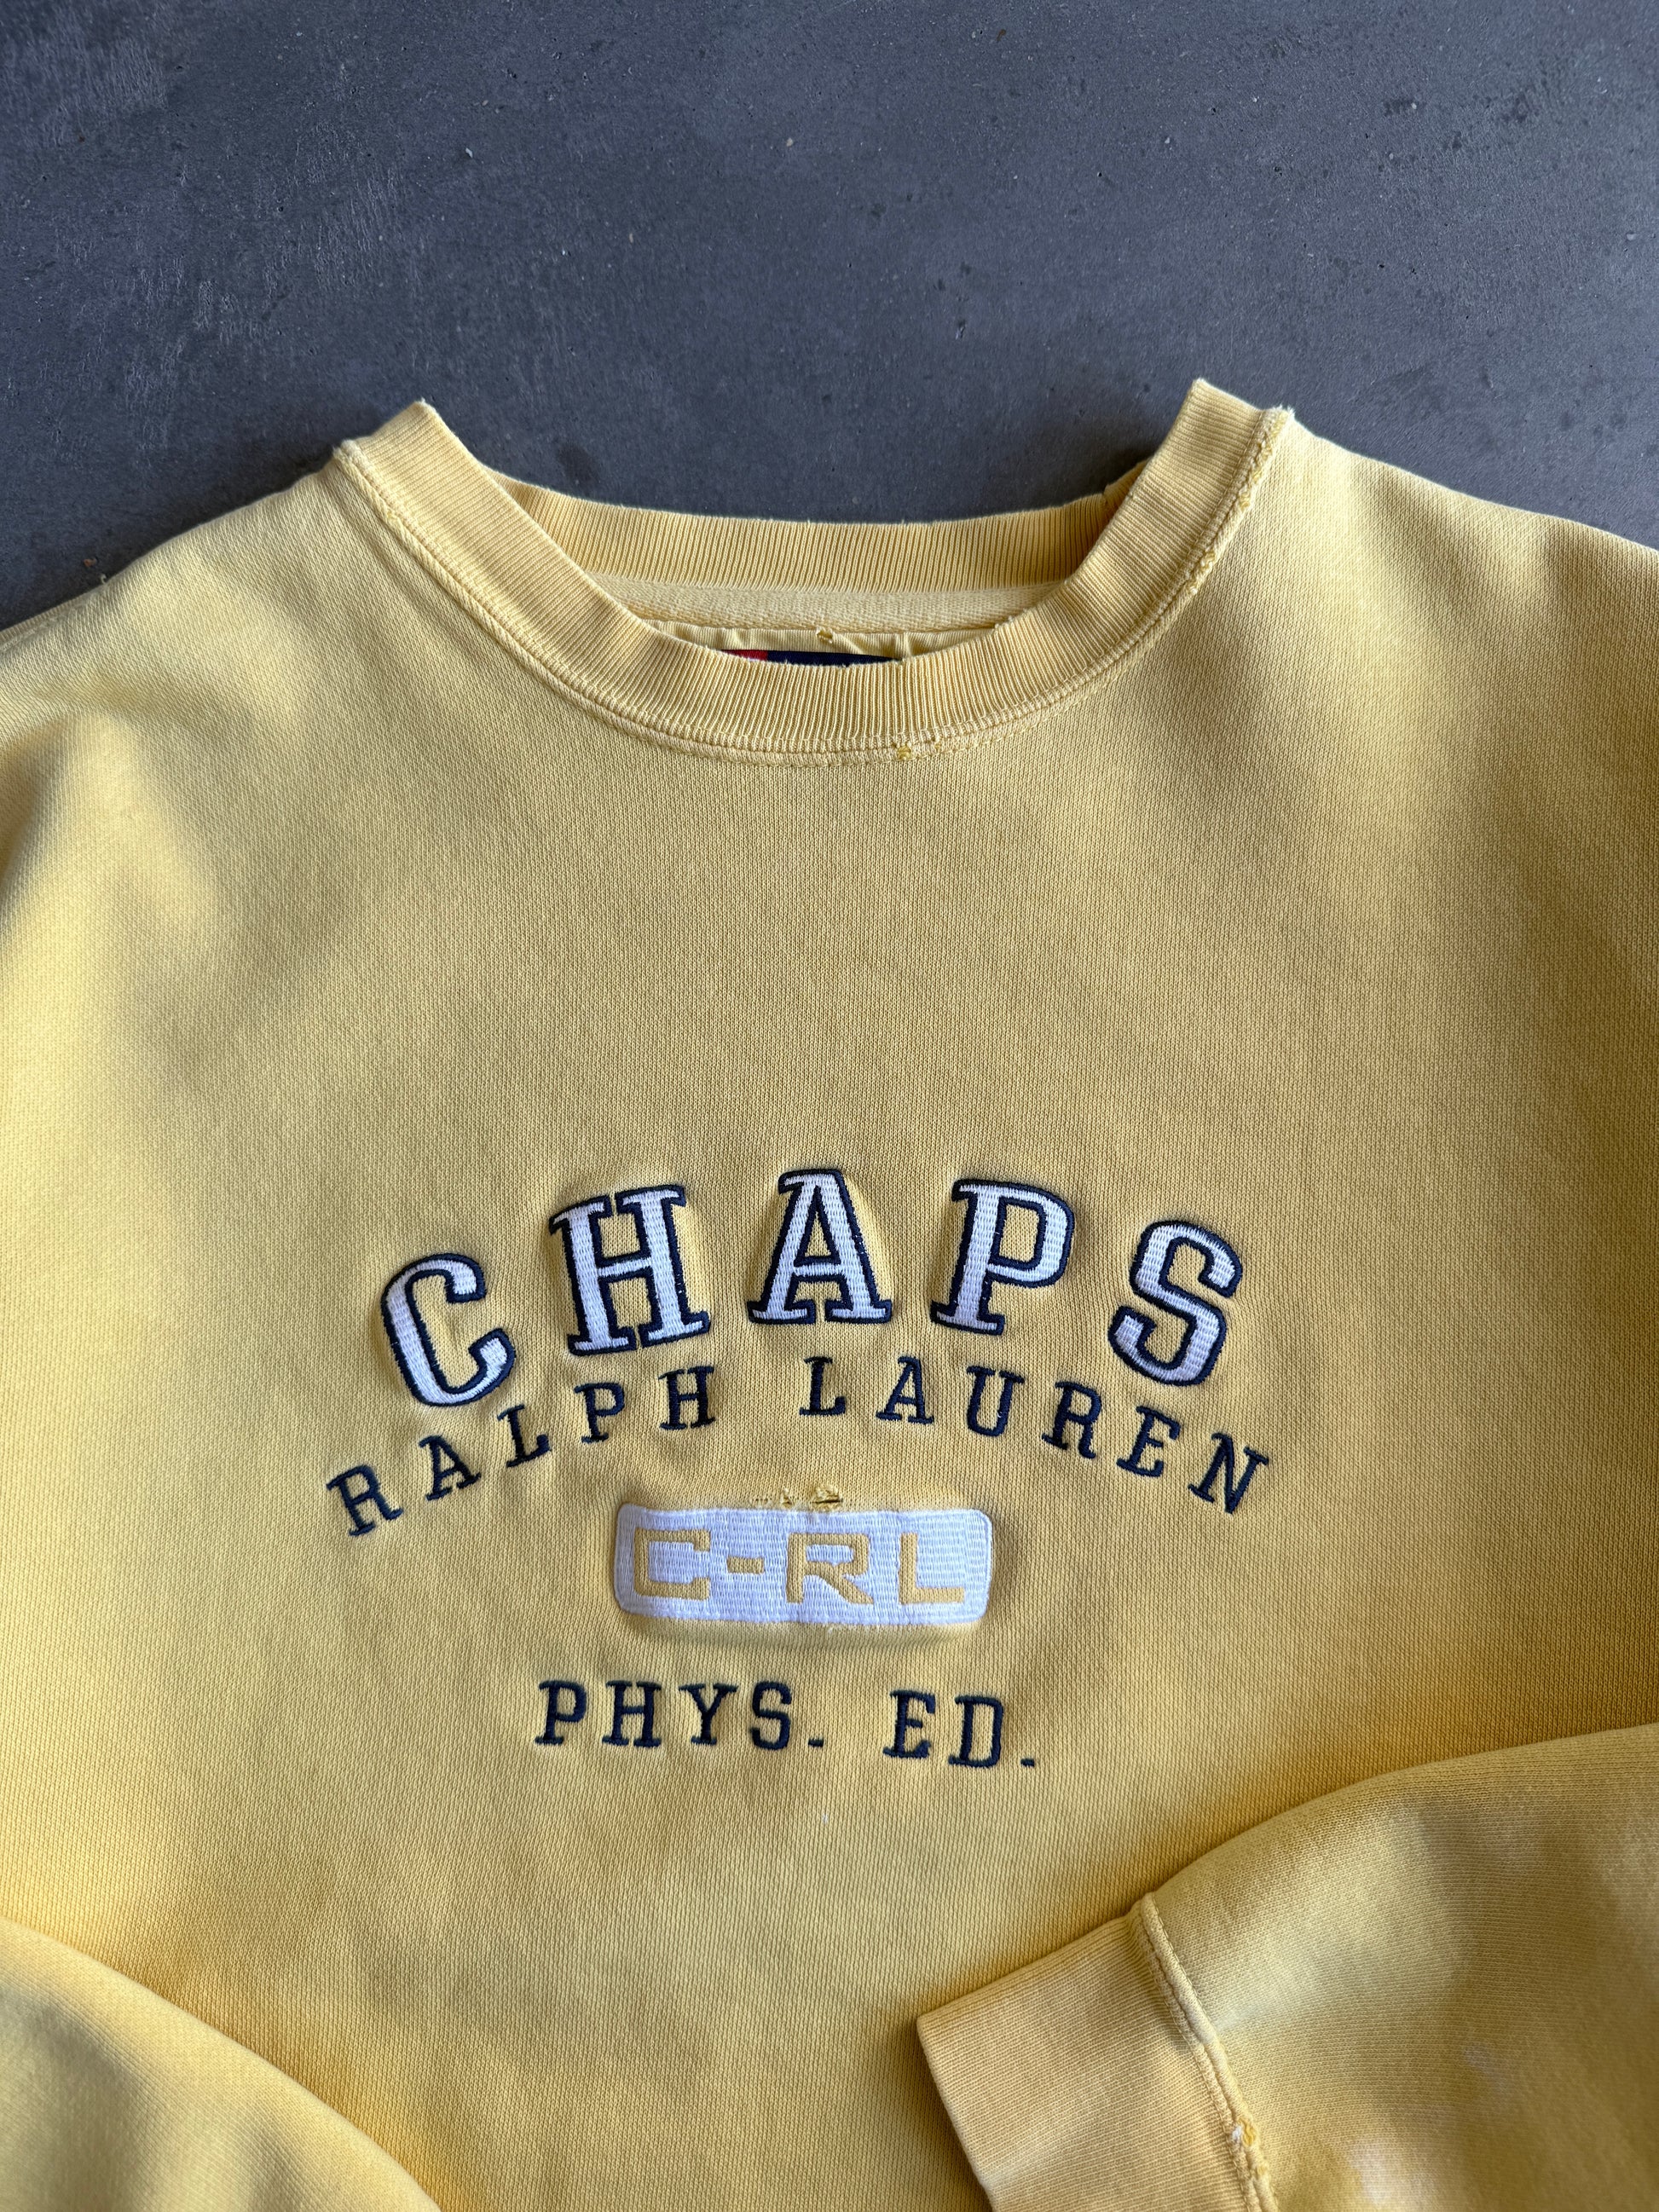 CHAPS
RALPH LAUREN
C-RL
PHYS. ED.